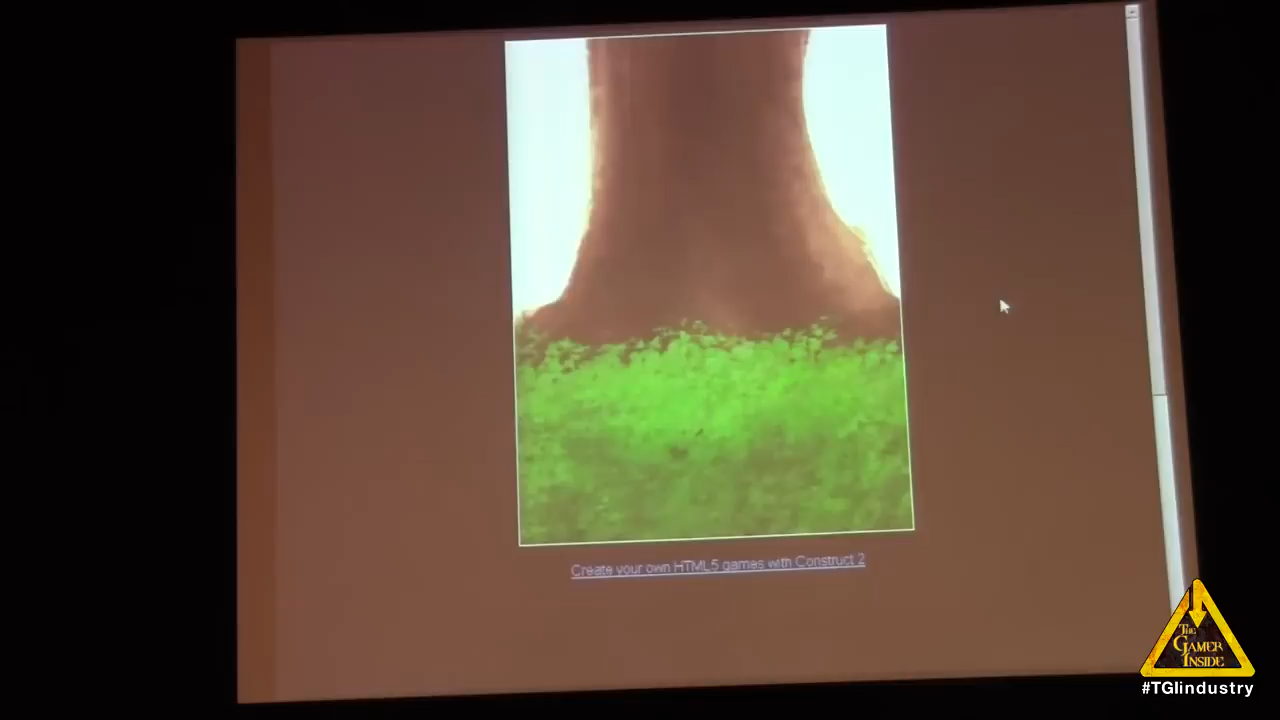 Create your own HTML5 games with Construct 2
THE
GAMER
INSIDE
#TGIindustry